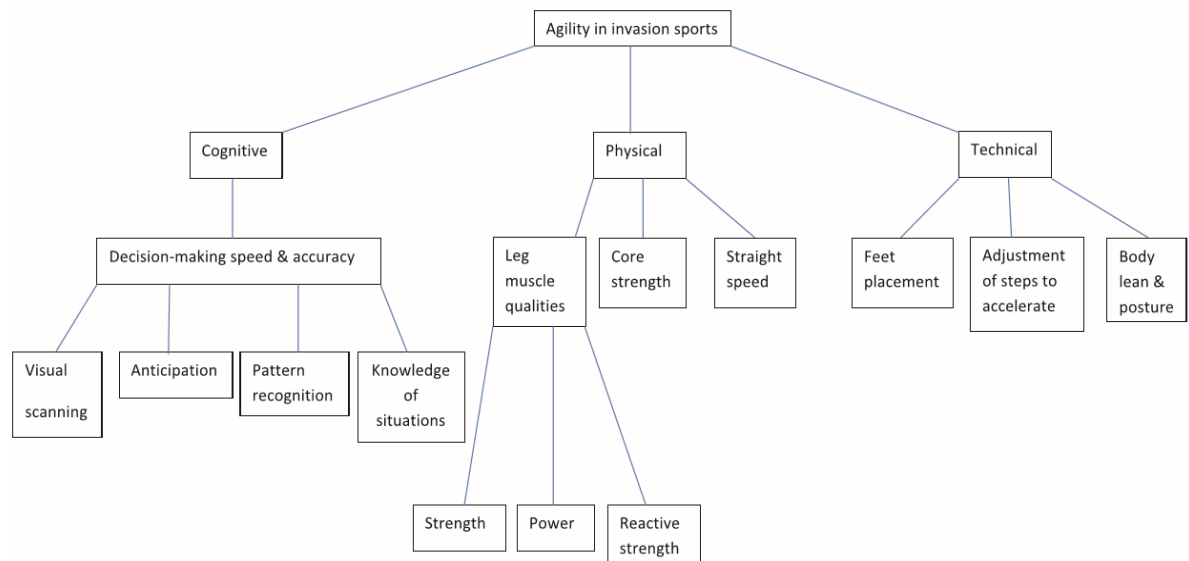 Agility in invasion sports
Cognitive
Physical
Technical
Decision-making speed & accuracy
Leg
muscle
qualities
Core
strength
Straight
speed
Feet
placement
Adjustment
of steps to
accelerate
Body
lean &
posture
Visual
scanning
Anticipation
Pattern
recognition
Knowledge
of
situations
Strength
Power
Reactive
strength